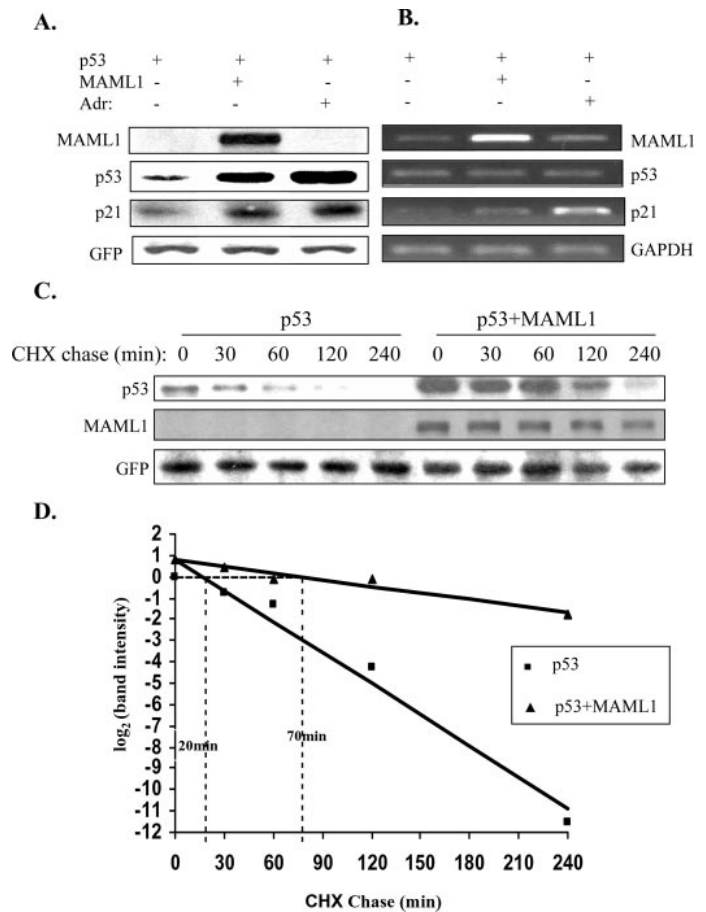 A.
B.
p53 + + +
+ + +
MAML1 - + -
- + -
Adr: - - +
- - +
MAML1
MAML1
p53
p53
p21
p21
GFP
GAPDH
C.
p53
p53+MAML1
CHX chase (min): 0 30 60 120 240 0 30 60 120 240
p53
MAML1
GFP
D.
2
1
0
-1
-2
-3
-4
-5
-6
-7
-8
-9
-10
-11
-12
log2 (band intensity)
20min
70min
p53
p53+MAML1
0 30 60 90 120 150 180 210 240
CHX Chase (min)